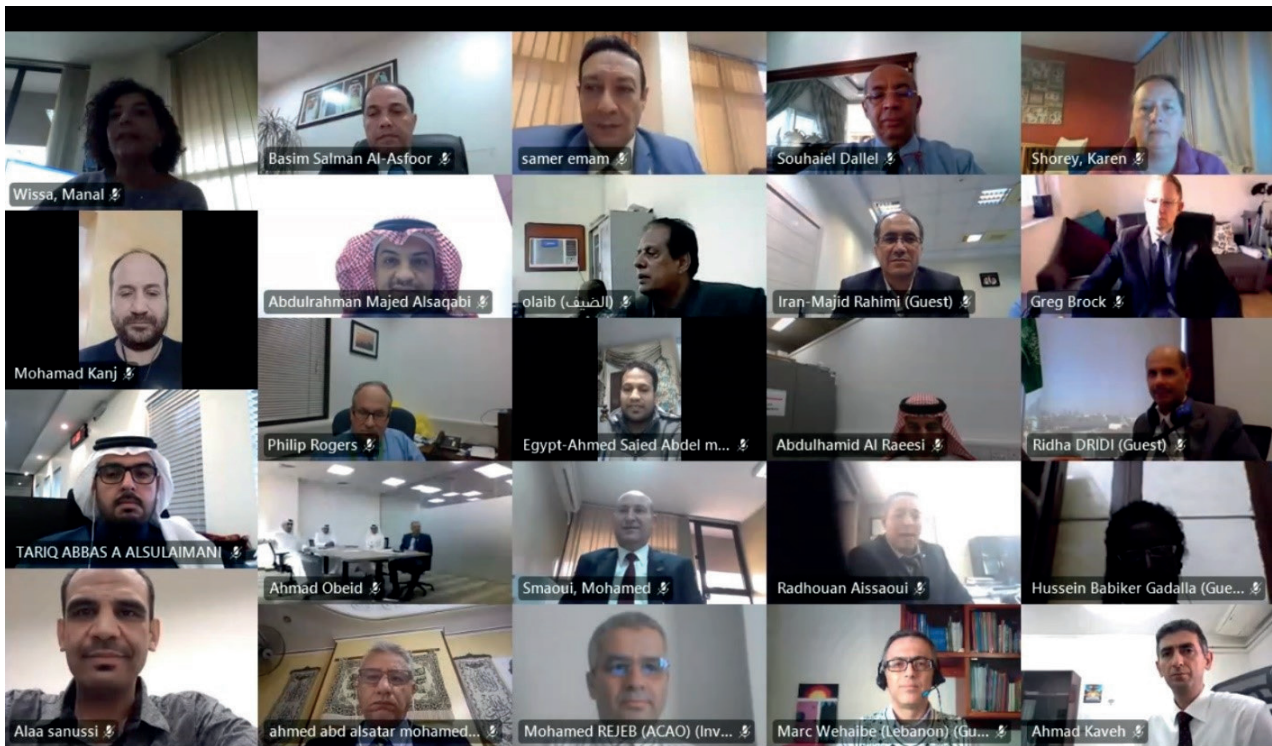 Wissa, Manal
Basim Salman Al-Asfoor
samer emam
Souhaiel Dallel
Shorey, Karen
Mohamad Kanj
Abdulrahman Majed Alsaqabi
olaib (الضيف)
Iran-Majid Rahimi (Guest)
Greg Brock
Philip Rogers
Egypt-Ahmed Saied Abdel m...
Abdulhamid Al Raeesi
Ridha DRIDI (Guest)
TARIQ ABBAS A ALSULAIMANI
Ahmad Obeid
Smaoui, Mohamed
Radhouan Aissaoui
Hussein Babiker Gadalla (Gue...
Alaa sanussi
ahmed abd alsatar mohamed...
Mohamed REJEB (ACAO) (Inv...
Marc Wehaibe (Lebanon) (Gu...
Ahmad Kaveh